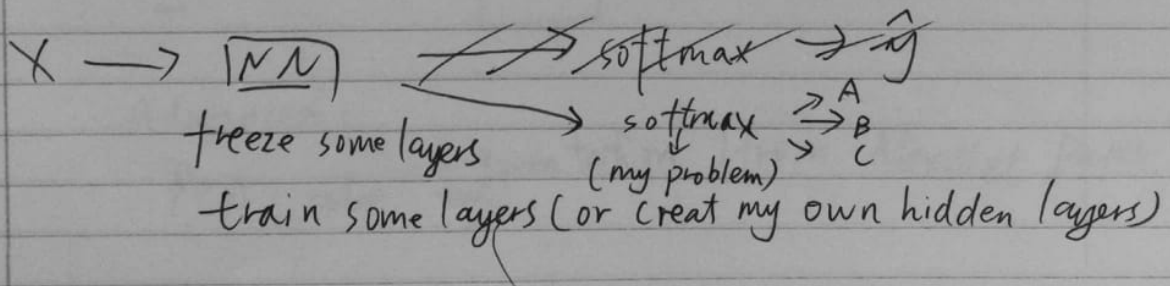 X → NN → softmax → ŷ
softmax → A
→ B
→ C
freeze some layers
(my problem)
train some layers (or creat my own hidden layers)